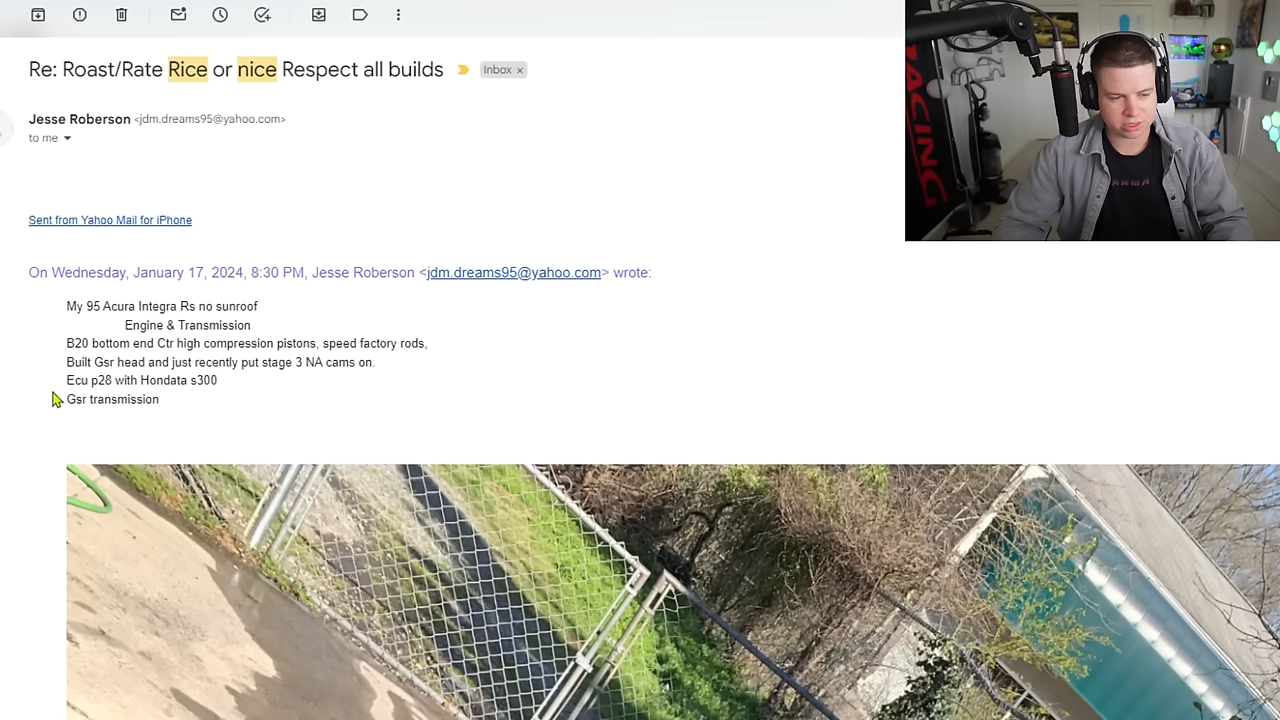 Re: Roast/Rate Rice or nice Respect all builds
Inbox ×
Jesse Roberson <jdm.dreams95@yahoo.com>
to me
Sent from Yahoo Mail for iPhone
On Wednesday, January 17, 2024, 8:30 PM, Jesse Roberson <jdm.dreams95@yahoo.com> wrote:
My 95 Acura Integra Rs no sunroof
Engine & Transmission
B20 bottom end Ctr high compression pistons, speed factory rods,
Built Gsr head and just recently put stage 3 NA cams on.
Ecu p28 with Hondata s300
Gsr transmission
ACING